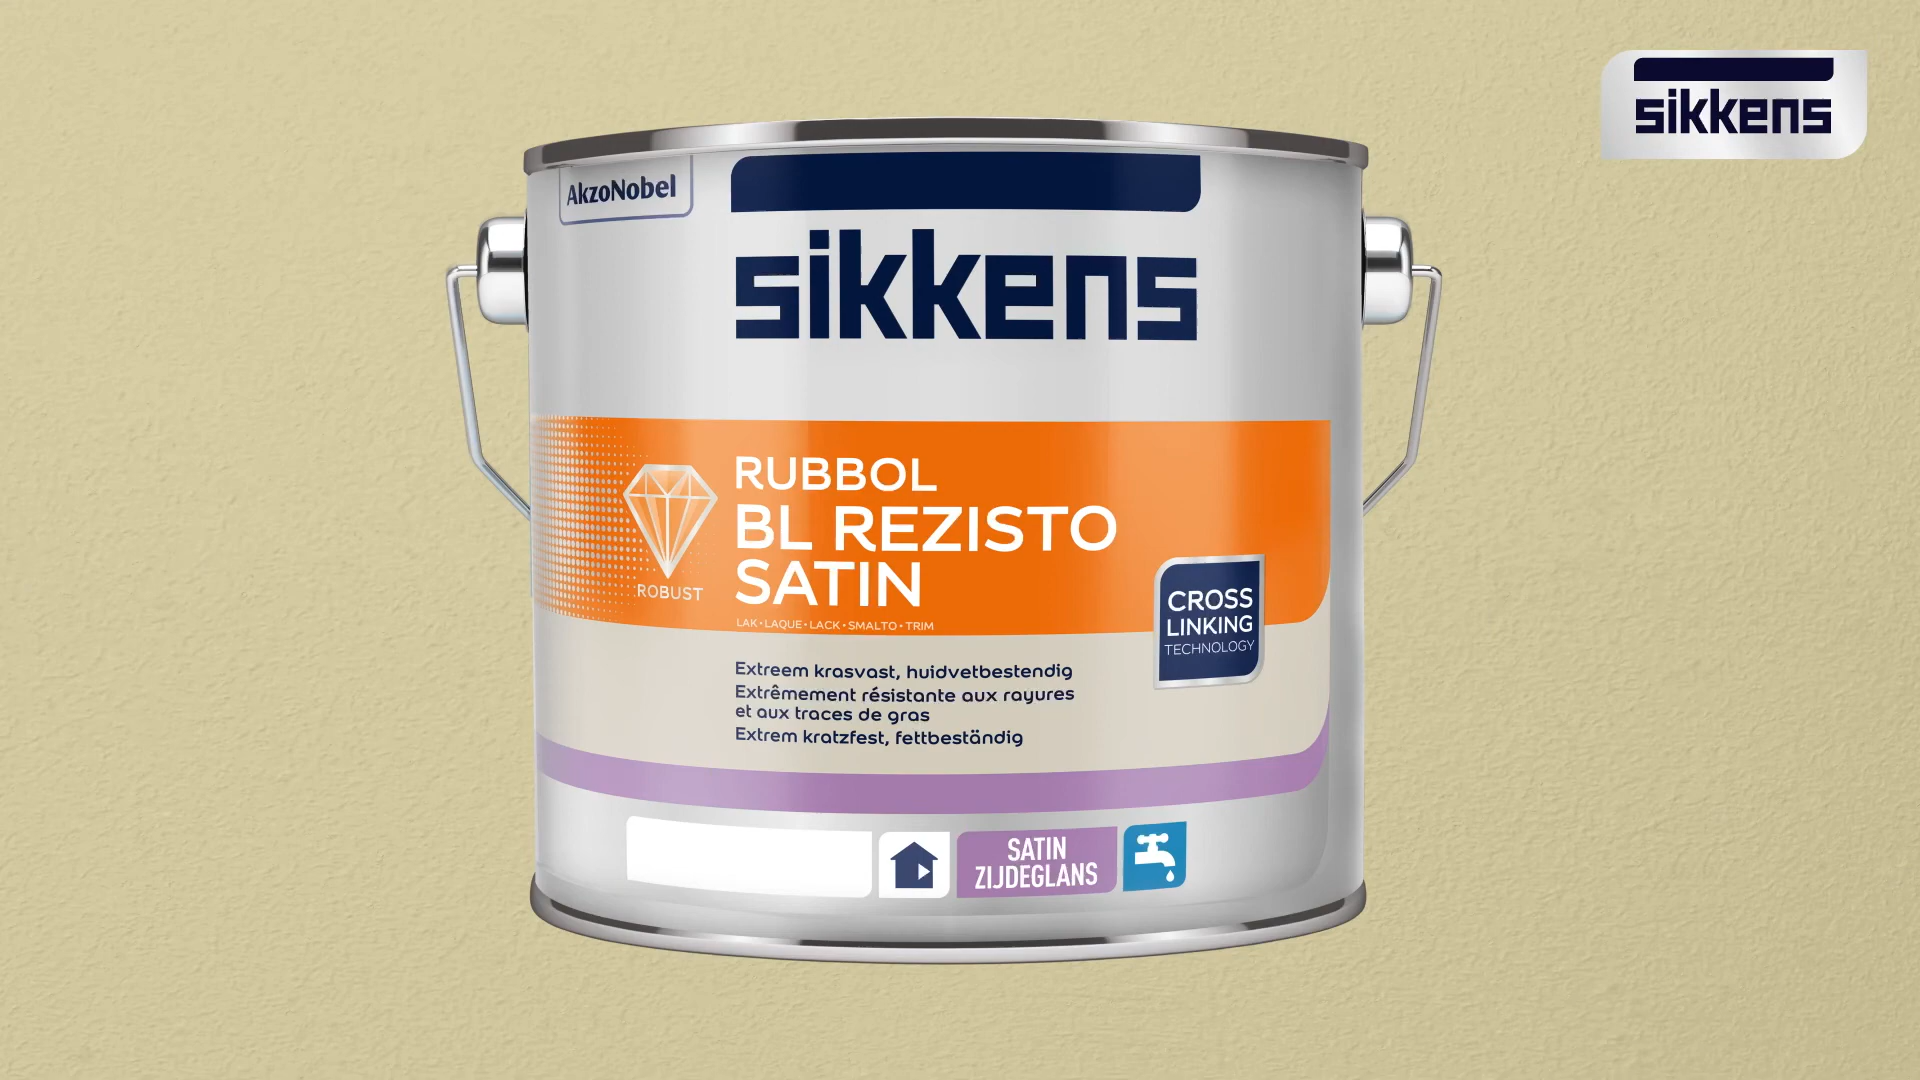 sikkens
AkzoNobel
sikkens
RUBBOL
BL REZISTO
SATIN
ROBUST
LAK • LAQUE • LACK • SMALTO • TRIM
CROSS
LINKING
TECHNOLOGY
Extreem krasvast, huidvetbestendig
Extrêmement résistante aux rayures
et aux traces de gras
Extrem kratzfest, fettbeständig
SATIN
ZIJDEGLANS